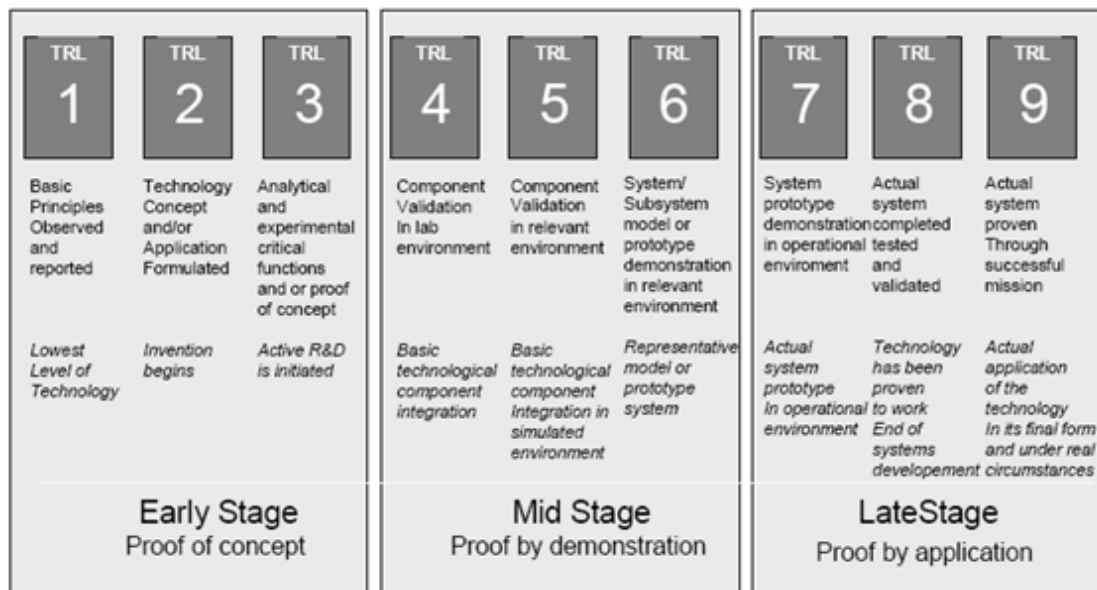 TRL
1
Basic
Principles
Observed
and
reported
Lowest
Level of
Technology
TRL
2
Technology
Concept
and/or
Application
Formulated
Invention
begins
TRL
3
Analytical
and
experimental
critical
functions
and or proof
of concept
Active R&D
is initiated
Early Stage
Proof of concept
TRL
4
Component
Validation
In lab
environment
Basic
technological
component
integration
TRL
5
Component
Validation
in relevant
environment
Basic
technological
component
Integration in
simulated
environment
TRL
6
System/
Subsystem
model or
prototype
demonstration
in relevant
environment
Representative
model or
prototype
system
Mid Stage
Proof by demonstration
TRL
7
System
prototype
demonstration
in operational
enviroment
Actual
system
prototype
In operational
environment
TRL
8
Actual
system
completed
tested
and
validated
Technology
has been
proven
to work
End of
systems
developement
TRL
9
Actual
system
proven
Through
successful
mission
Actual
application
of the
technology
In its final form
and under real
circumstances
LateStage
Proof by application